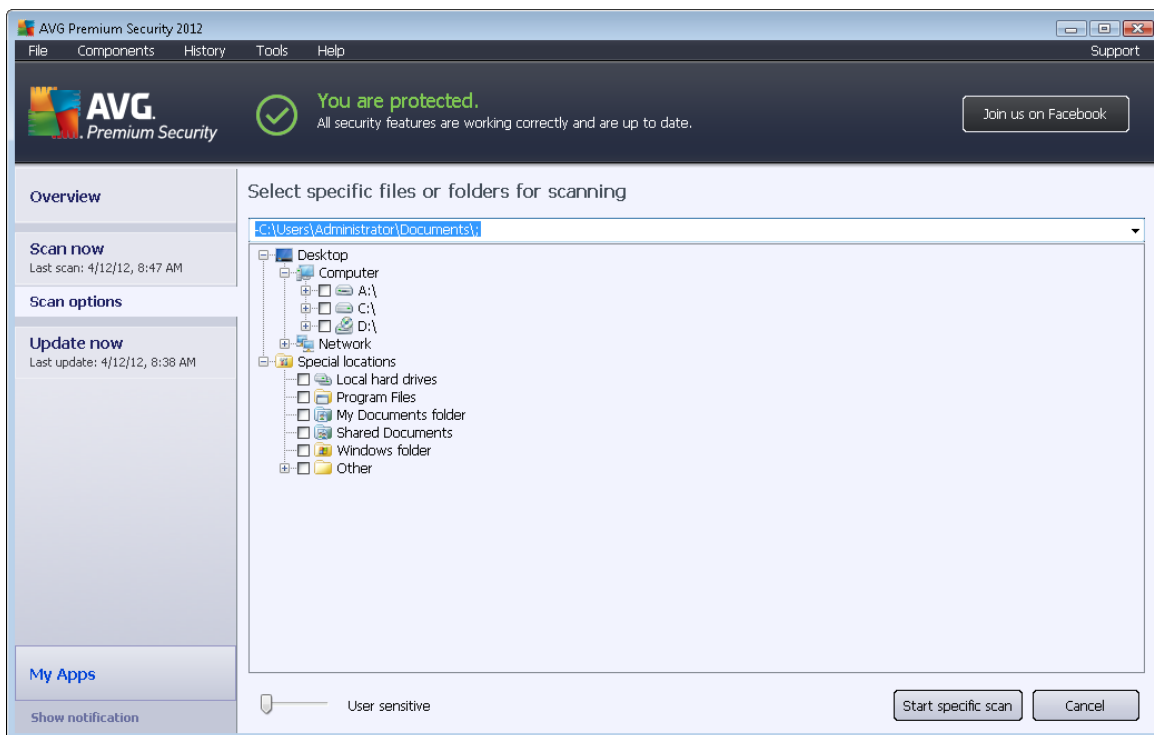 AVG Premium Security 2012
File Components History Tools Help Support
AVG.
Premium Security
You are protected.
All security features are working correctly and are up to date.
Join us on Facebook
Overview
Scan now
Last scan: 4/12/12, 8:47 AM
Scan options
Update now
Last update: 4/12/12, 8:38 AM
My Apps
Show notification
Select specific files or folders for scanning
-C:\Users\Administrator\Documents\;
Desktop
Computer
A:\
C:\
D:\
Network
Special locations
Local hard drives
Program Files
My Documents folder
Shared Documents
Windows folder
Other
User sensitive
Start specific scan
Cancel